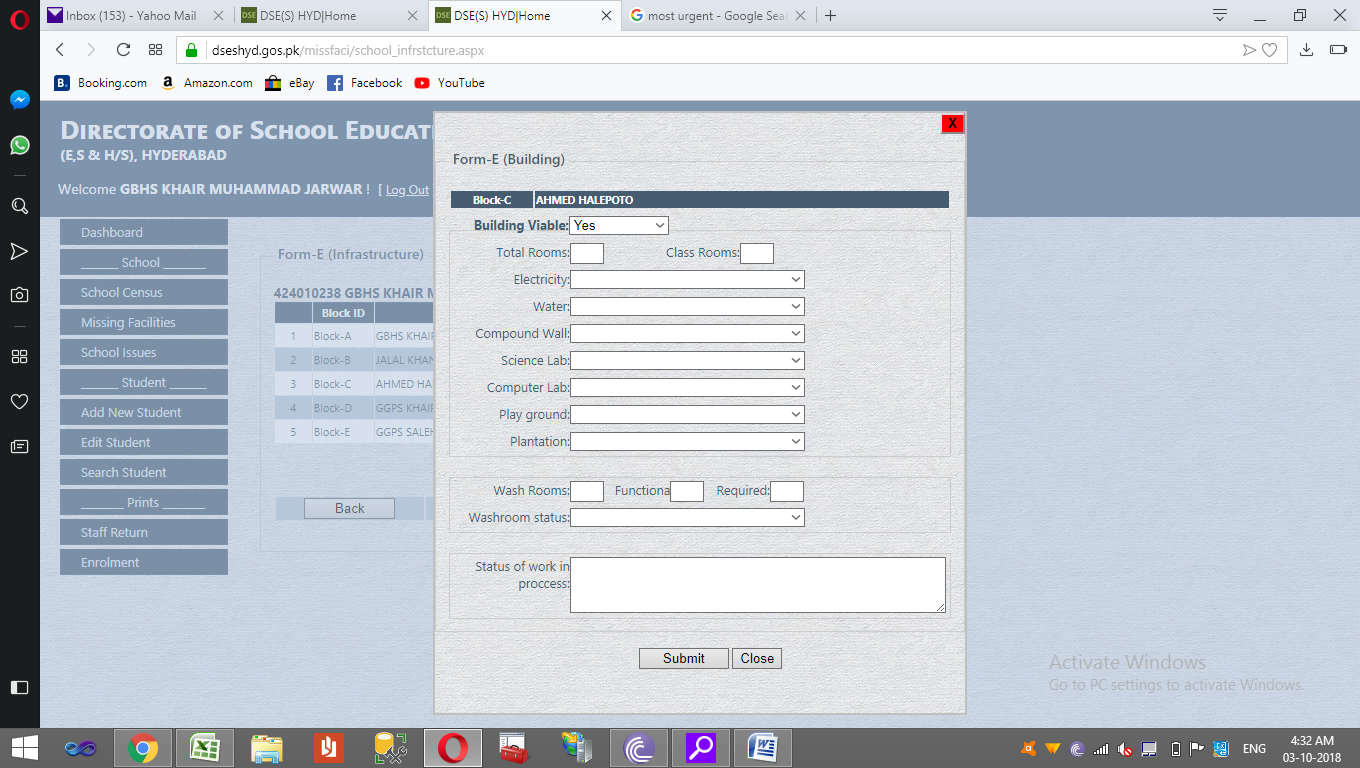 Inbox (153) - Yahoo Mail
DSE(S) HYD|Home
DSE(S) HYD|Home
most urgent - Google Sear
dseshyd.gos.pk/missfaci/school_infrstcture.aspx
Booking.com
Amazon.com
eBay
Facebook
YouTube
DIRECTORATE OF SCHOOL EDUCAT
(E,S & H/S), HYDERABAD
Welcome GBHS KHAIR MUHAMMAD JARWAR ! [ Log Out
Dashboard
______ School _______
School Census
Missing Facilities
School Issues
______ Student ______
Add New Student
Edit Student
Search Student
_______ Prints _______
Staff Return
Enrolment
Form-E (Infrastructure)
424010238 GBHS KHAIR M
Block ID
1 Block-A GBHS KHAIR
2 Block-B JALAL KHAN
3 Block-C AHMED HA
4 Block-D GGPS KHAIR
5 Block-E GGPS SALEH
Back
X
Form-E (Building)
Block-C AHMED HALEPOTO
Building Viable: Yes
Total Rooms: Class Rooms:
Electricity:
Water:
Compound Wall:
Science Lab:
Computer Lab:
Play ground:
Plantation:
Wash Rooms: Functiona Required:
Washroom status:
Status of work in
proccess:
Submit Close
Activate Windows
Go to PC settings to activate Windows.
ENG
4:32 AM
03-10-2018